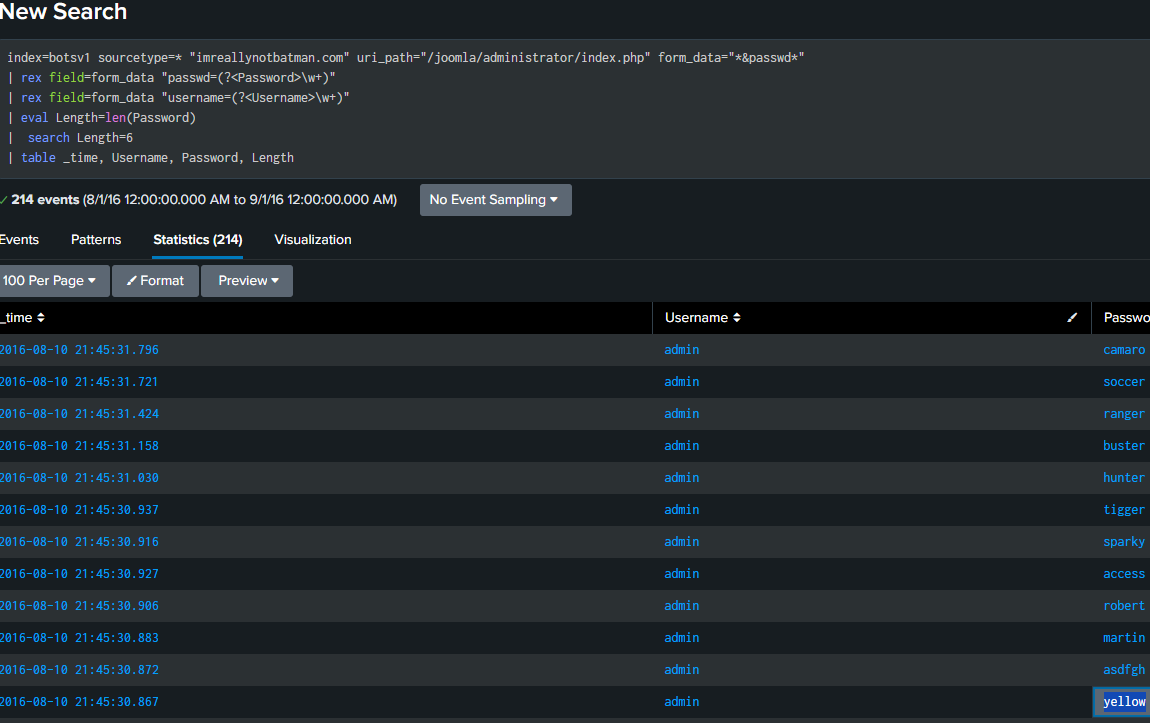 New Search
index=botsv1 sourcetype=* "imreallynotbatman.com" uri_path="/joomla/administrator/index.php" form_data="*&passwd*"
| rex field=form_data "passwd=(?<Password>\w+)"
| rex field=form_data "username=(?<Username>\w+)"
| eval Length=len(Password)
|  search Length=6
| table _time, Username, Password, Length
✓ 214 events (8/1/16 12:00:00.000 AM to 9/1/16 12:00:00.000 AM) No Event Sampling
Events Patterns Statistics (214) Visualization
100 Per Page Format Preview
_time Username Passwo
2016-08-10 21:45:31.796 admin camaro
2016-08-10 21:45:31.721 admin soccer
2016-08-10 21:45:31.424 admin ranger
2016-08-10 21:45:31.158 admin buster
2016-08-10 21:45:31.030 admin hunter
2016-08-10 21:45:30.937 admin tigger
2016-08-10 21:45:30.916 admin sparky
2016-08-10 21:45:30.927 admin access
2016-08-10 21:45:30.906 admin robert
2016-08-10 21:45:30.883 admin martin
2016-08-10 21:45:30.872 admin asdfgh
2016-08-10 21:45:30.867 admin yellow